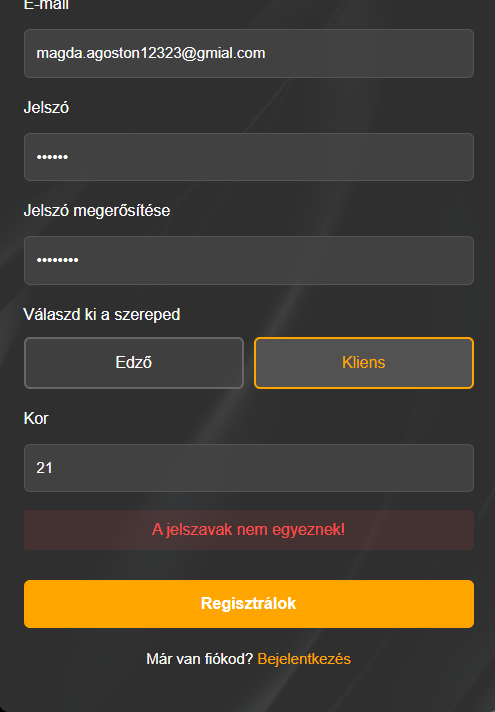 E-mail
magda.agoston12323@gmial.com
Jelszó
••••••
Jelszó megerősítése
••••••••
Válaszd ki a szereped
Edző
Kliens
Kor
21
A jelszavak nem egyeznek!
Regisztrálok
Már van fiókod? Bejelentkezés